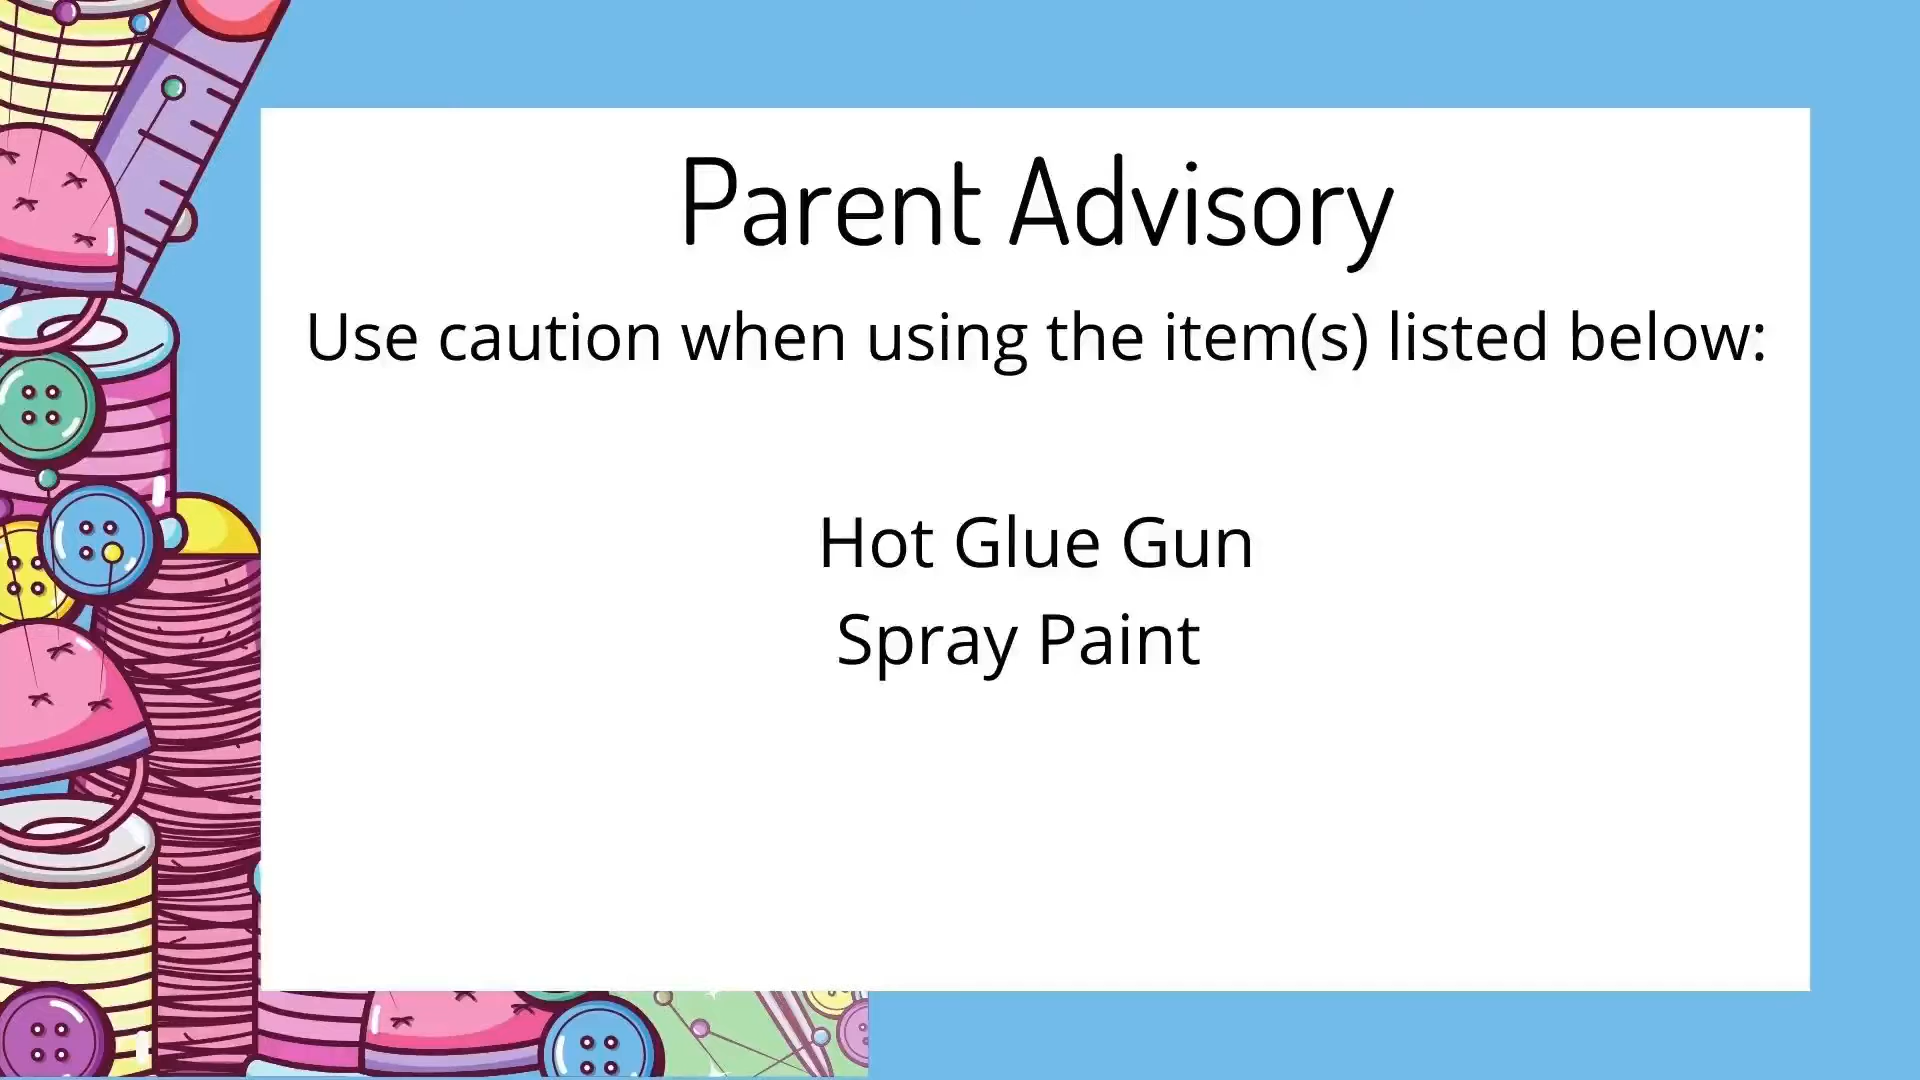 Parent Advisory
Use caution when using the item(s) listed below:
Hot Glue Gun
Spray Paint